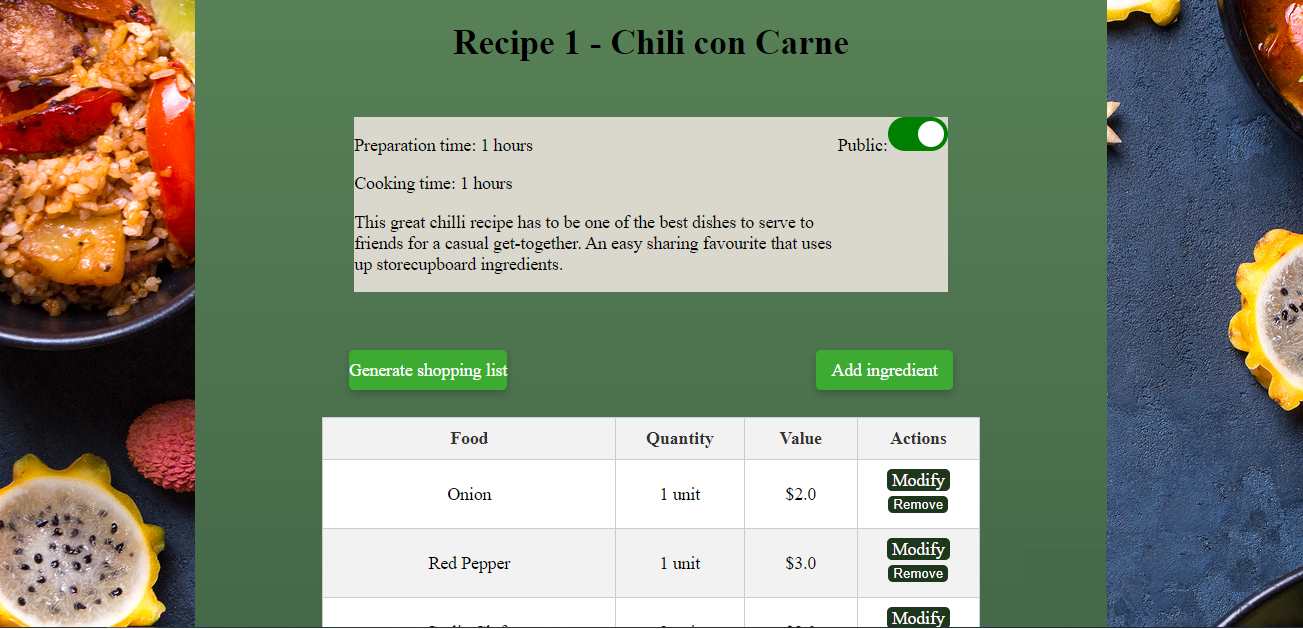 Recipe 1 - Chili con Carne
Preparation time: 1 hours
Public:
Cooking time: 1 hours
This great chilli recipe has to be one of the best dishes to serve to
friends for a casual get-together. An easy sharing favourite that uses
up storecupboard ingredients.
Generate shopping list
Add ingredient
Food Quantity Value Actions
Onion 1 unit $2.0 Modify
Remove
Red Pepper 1 unit $3.0 Modify
Remove
Modify